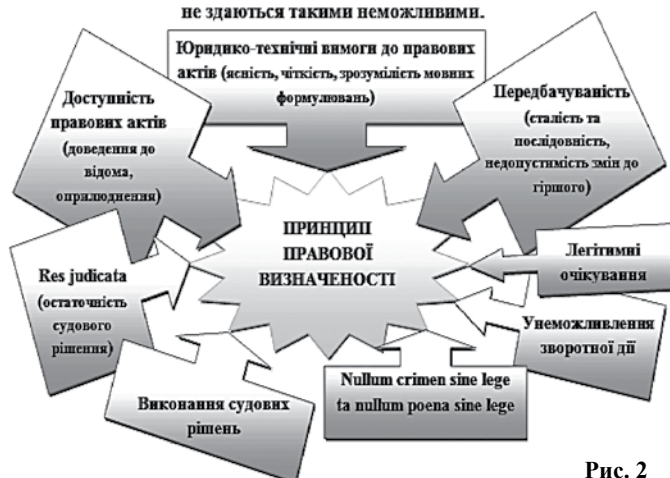 не здаються такими неможливими.
Юридико-технічні вимоги до правових
актів (ясність, чіткість, зрозумілість мовних
формулювань)
Доступність
правових актів
(доведення до
відома,
оприлюднення)
Передбачуваність
(сталість та
послідовність,
недопустимість змін до
гіршого)
ПРИНЦИП
ПРАВОВОЇ
ВИЗНАЧЕНОСТІ
Res judicata
(остаточність
судового
рішення)
Легітимні
очікування
Унеможливлення
зворотної дії
Виконання судових
рішень
Nullum crimen sine lege
ta nullum poena sine lege
Рис. 2